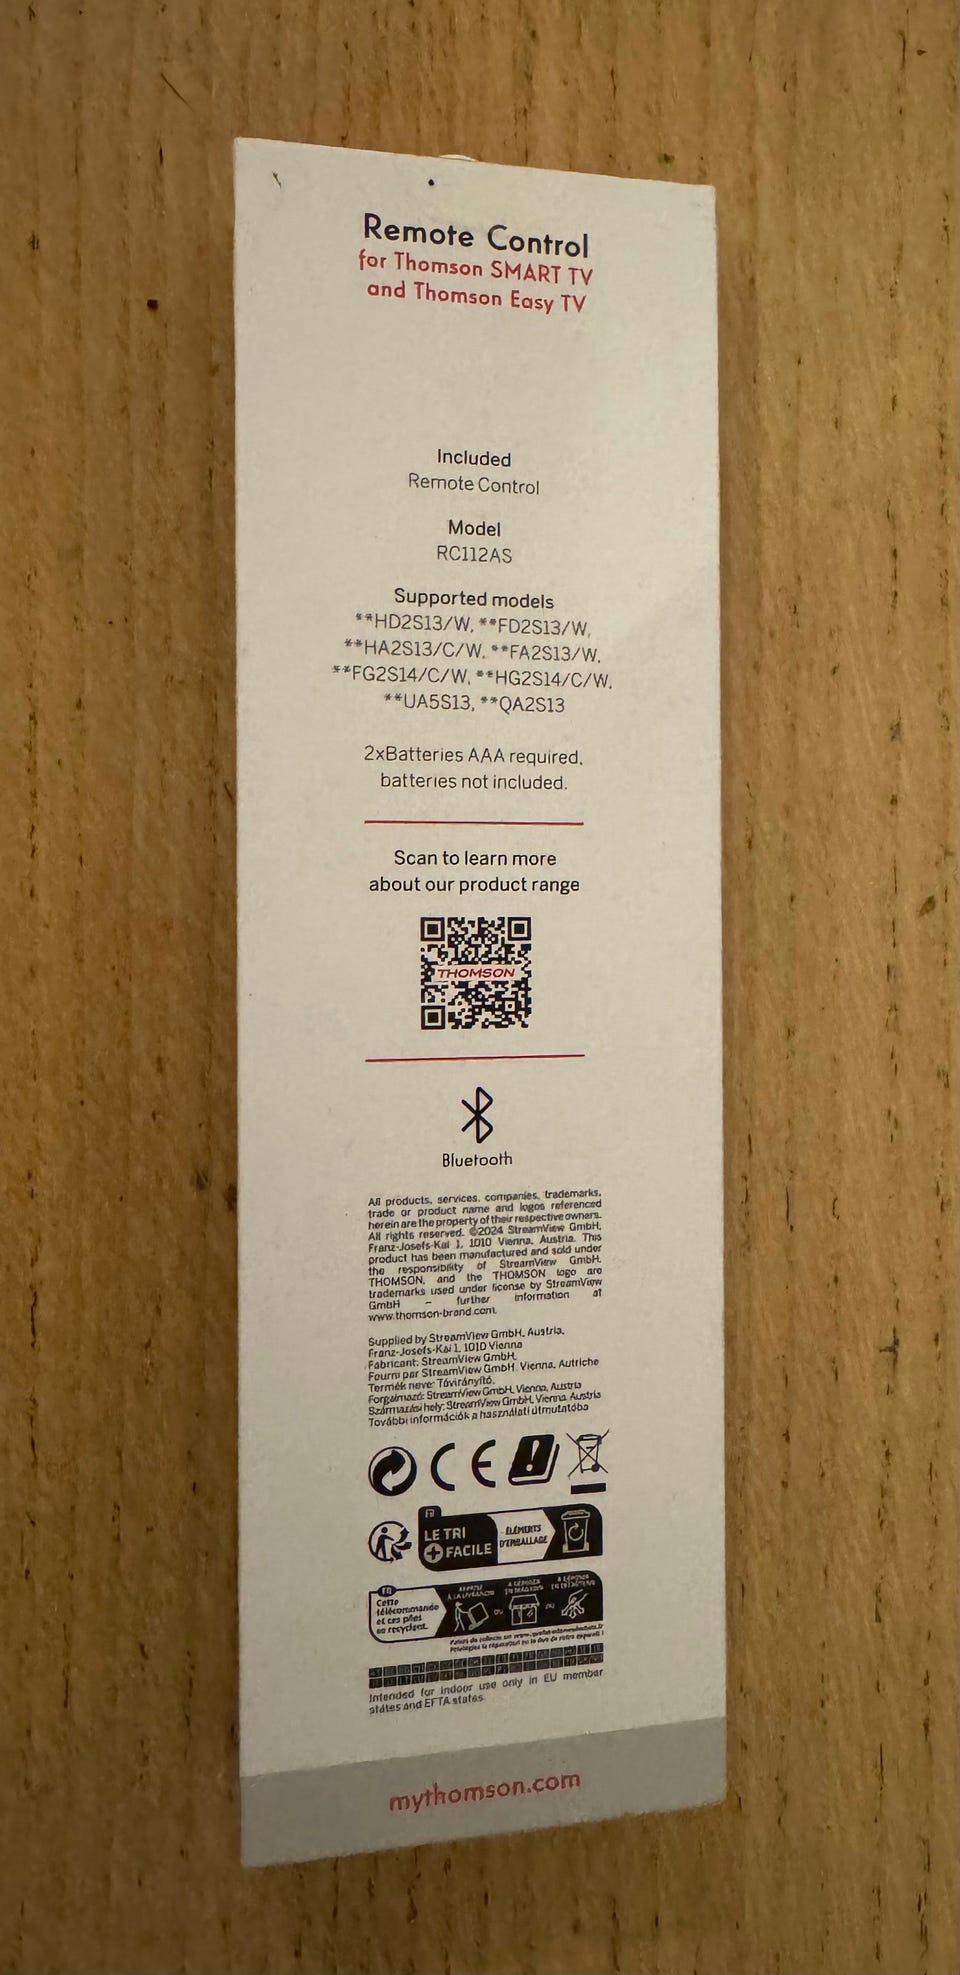 Remote Control
for Thomson SMART TV
and Thomson Easy TV
Included
Remote Control
Model
RC112AS
Supported models
**HD2S13/W, **FD2S13/W,
**HA2S13/C/W, **FA2S13/W,
**FG2S14/C/W, **HG2S14/C/W,
**UA5S13, **QA2S13
2xBatteries AAA required,
batteries not included.
Scan to learn more
about our product range
THOMSON
Bluetooth
All products, services, companies, trademarks,
trade or product name and logos referenced
herein are the property of their respective owners.
All rights reserved. ©2024 StreamView GmbH,
Franz-Josefs-Kai 1, 1010 Vienna, Austria. This
product has been manufactured and sold under
the responsibility of StreamView GmbH.
THOMSON, and the THOMSON logo are
trademarks used under license by StreamView
GmbH – further information at
www.thomson-brand.com.
Supplied by StreamView GmbH, Austria,
Franz-Josefs-Kai 1, 1010 Vienna
Fabricant: StreamView GmbH.
Fourni par StreamView GmbH, Vienna, Autriche
Termék neve: Távirányító.
Forgalmazó: StreamView GmbH, Vienna, Austria
Származási hely: StreamView GmbH, Vienna, Austria
További információk a használati útmutatóba
CE
FR
LE TRI
+ FACILE
ÉLÉMENTS
D'EMBALLAGE
FR
Cette
télécommande
et ces piles
se recyclent
À LA LIVRAISON
OU
OU
Intended for indoor use only in EU member
states and EFTA states.
mythomson.com